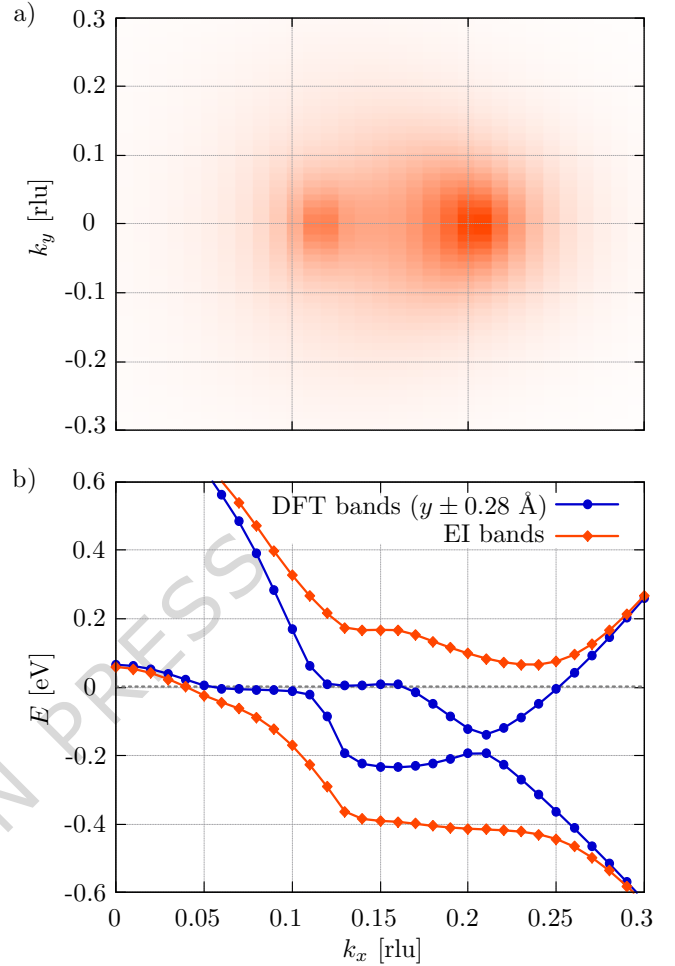 a)
0.3
0.2
0.1
0
-0.1
-0.2
-0.3
k_y [rlu]
b)
0.6
0.4
0.2
0
-0.2
-0.4
-0.6
E [eV]
DFT bands (y ± 0.28 Å)
EI bands
0 0.05 0.1 0.15 0.2 0.25 0.3
k_x [rlu]
N PRESS